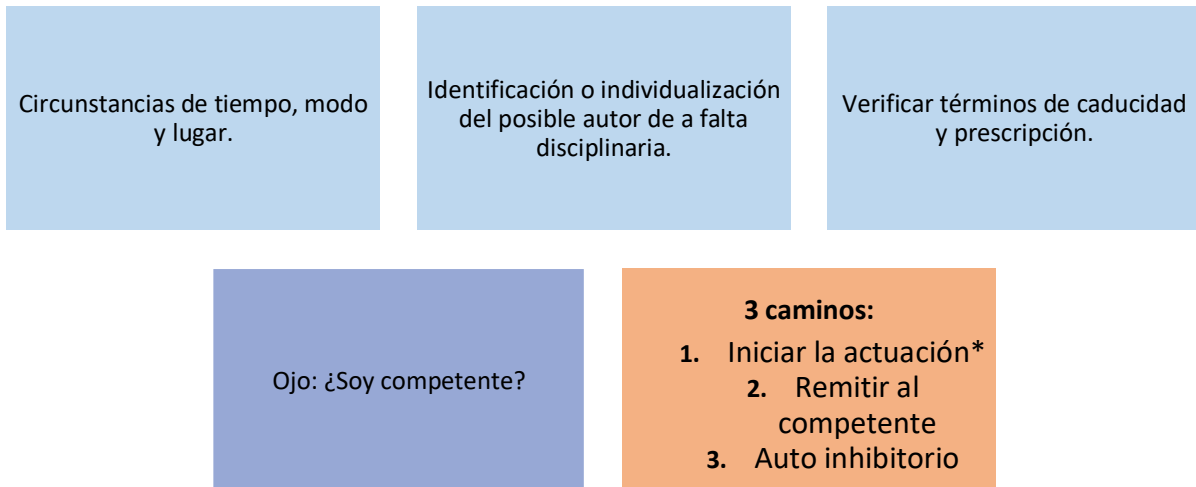 Circunstancias de tiempo, modo
y lugar.
Identificación o individualización
del posible autor de a falta
disciplinaria.
Verificar términos de caducidad
y prescripción.
Ojo: ¿Soy competente?
3 caminos:
1. Iniciar la actuación*
2. Remitir al
competente
3. Auto inhibitorio